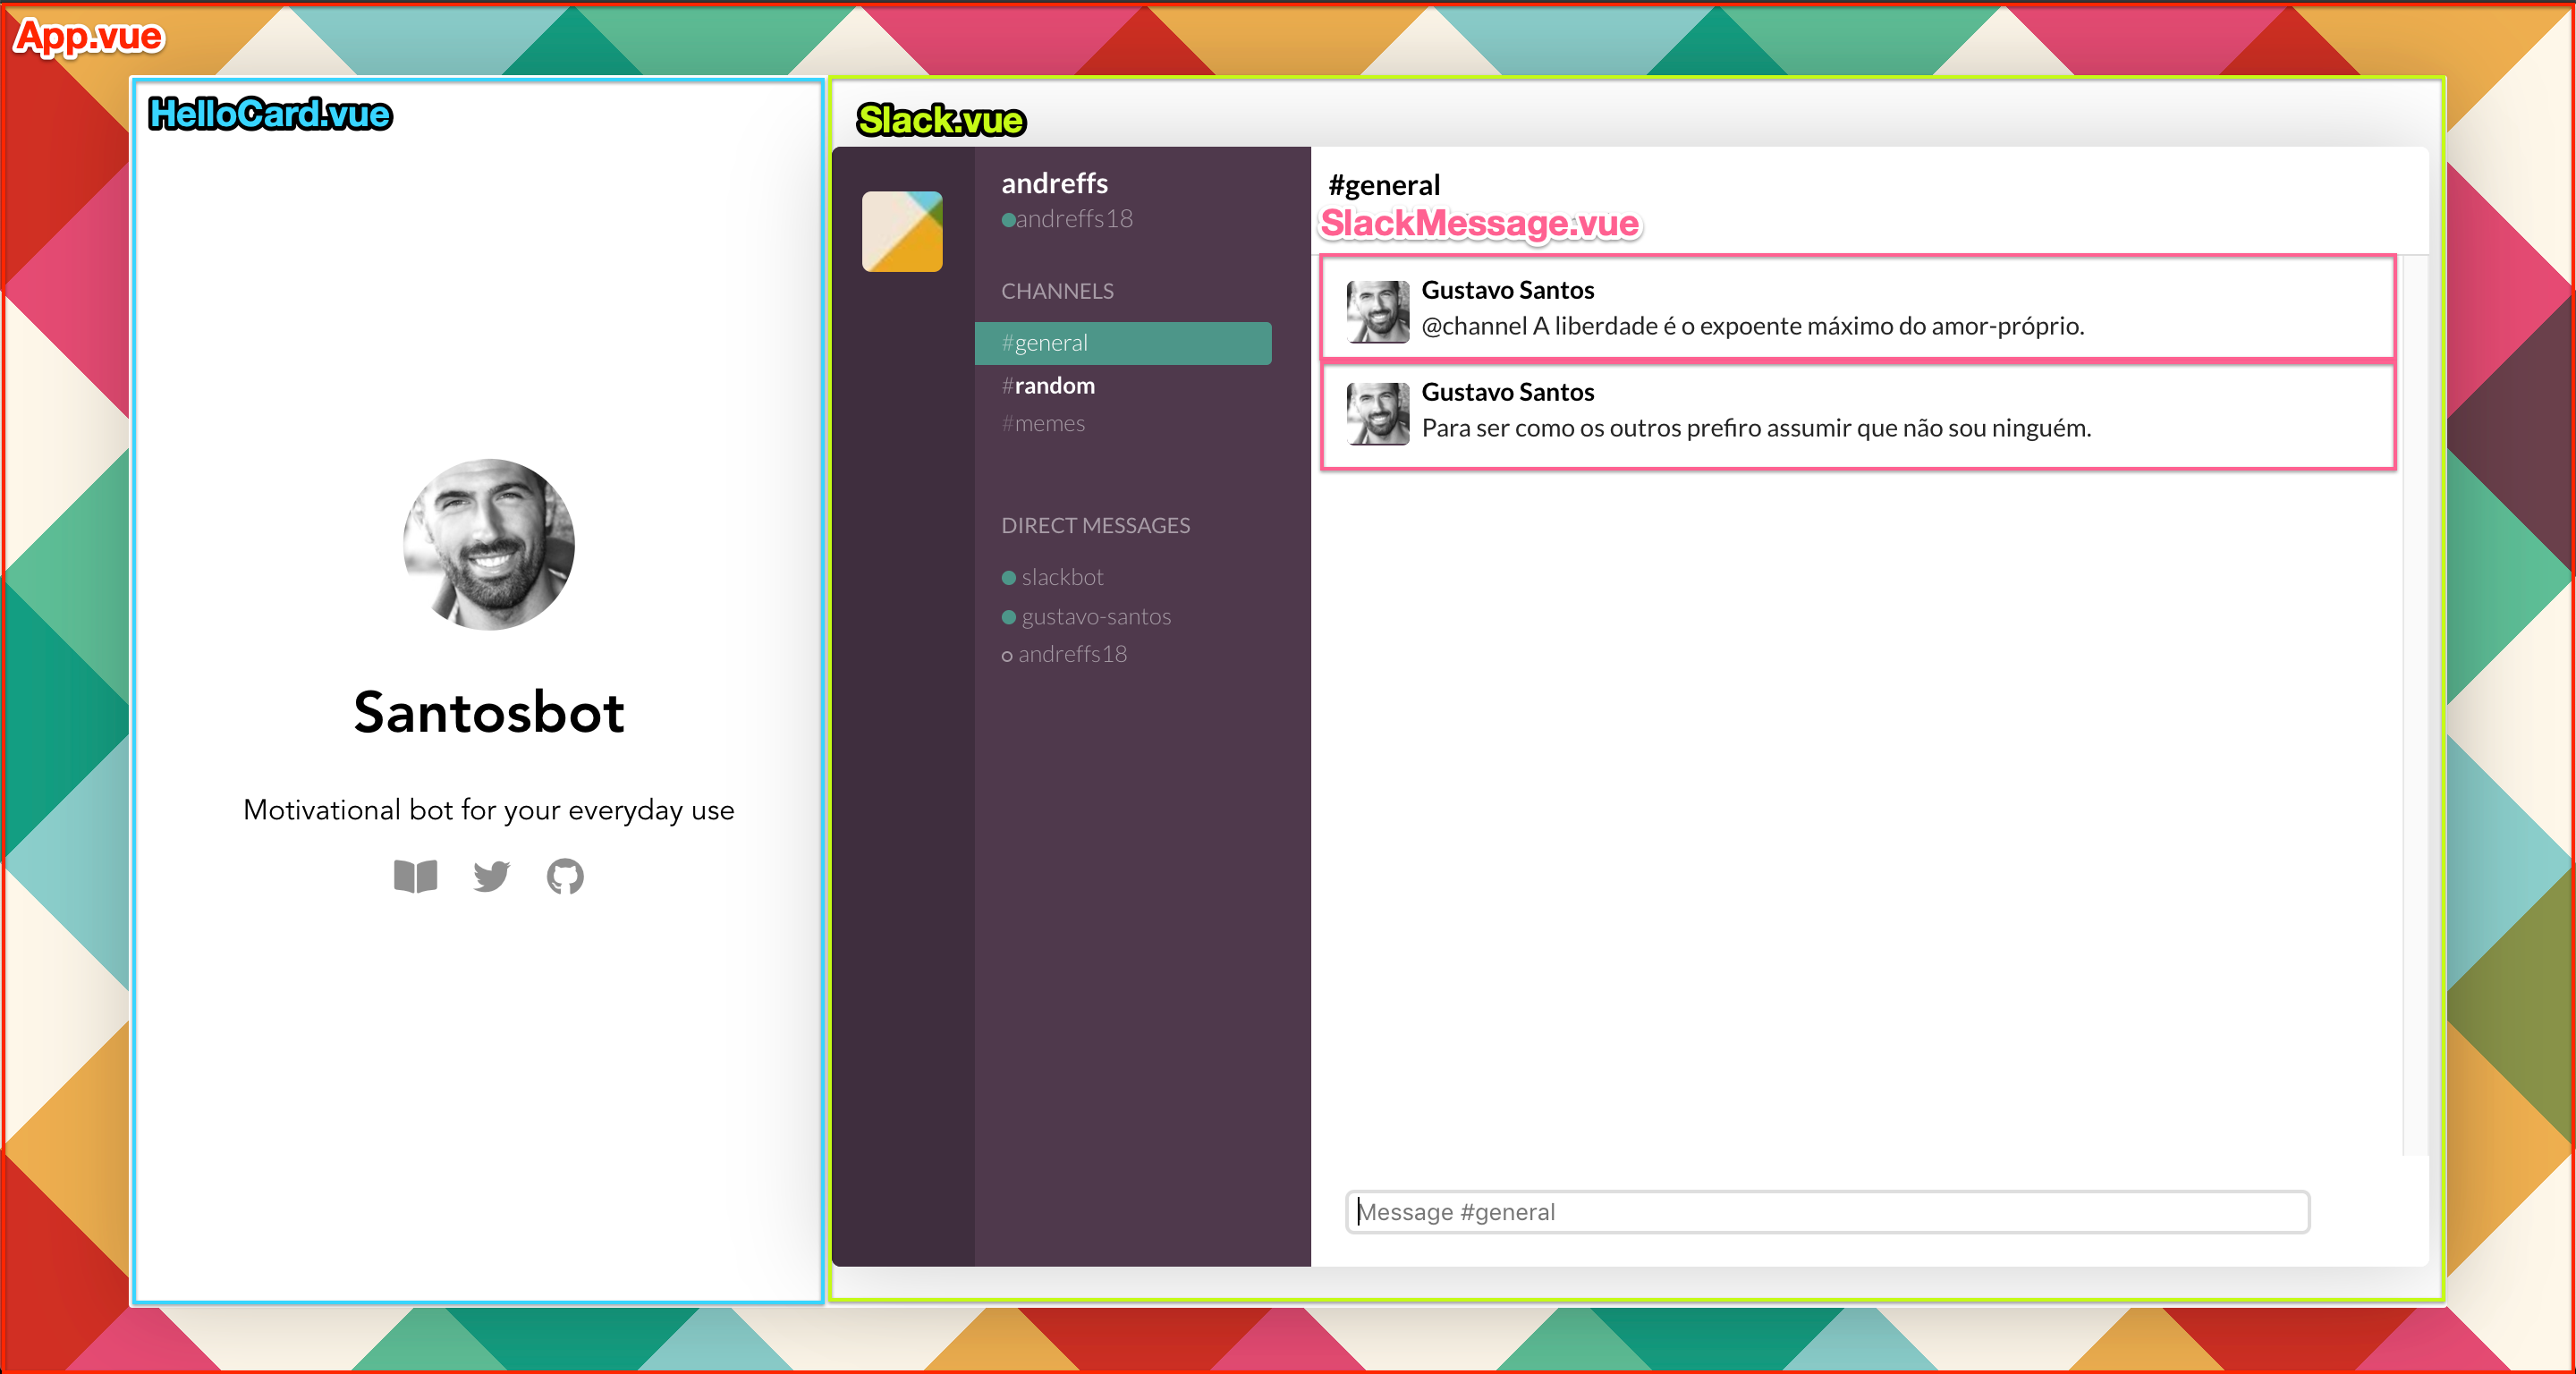 App.vue
HelloCard.vue
Santosbot
Motivational bot for your everyday use
Slack.vue
andreffs
andreffs18
CHANNELS
#general
#random
#memes
DIRECT MESSAGES
slackbot
gustavo-santos
andreffs18
#general
SlackMessage.vue
Gustavo Santos
@channel A liberdade é o expoente máximo do amor-próprio.
Gustavo Santos
Para ser como os outros prefiro assumir que não sou ninguém.
Message #general